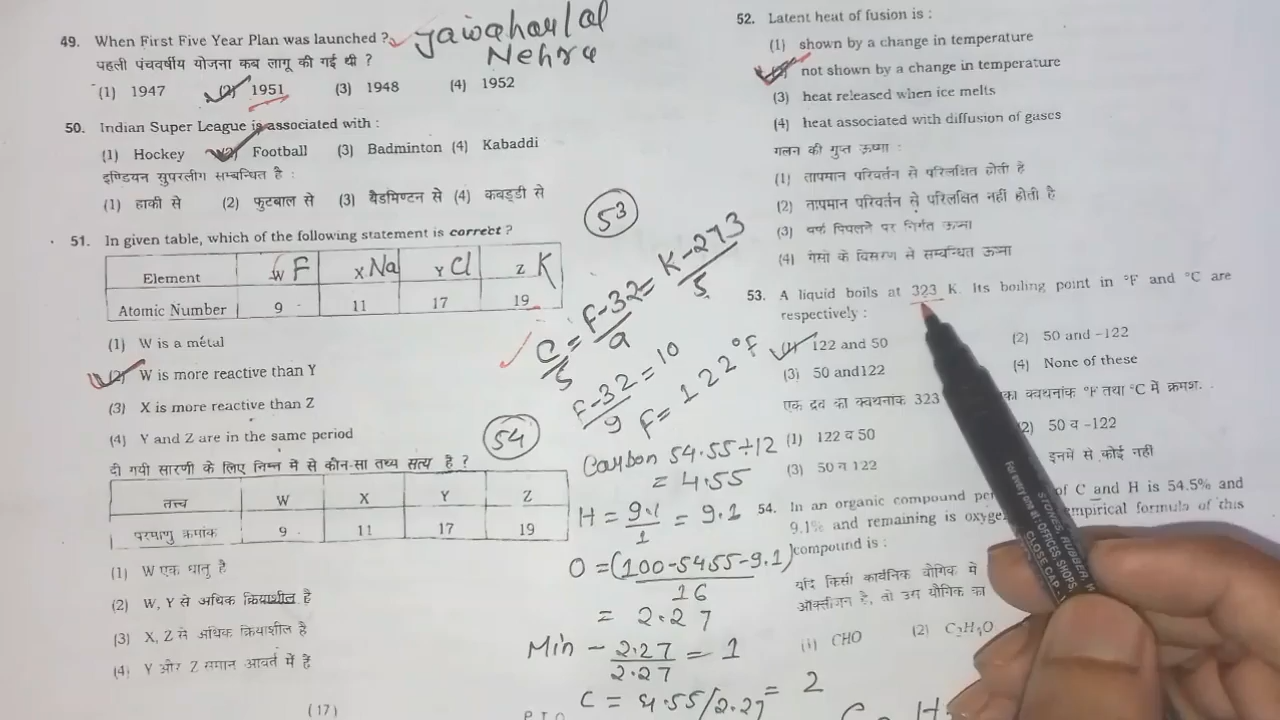 49. When First Five Year Plan was launched ?
पहली पंचवर्षीय योजना कब लागू की गई थी ?
(1) 1947 (2) 1951 (3) 1948 (4) 1952
Jawaharlal
Nehru
50. Indian Super League is associated with :
(1) Hockey (2) Football (3) Badminton (4) Kabaddi
इण्डियन सुपरलीग सम्बन्धित है :
(1) हाकी से (2) फुटबाल से (3) बैडमिण्टन से (4) कबड्डी से
51. In given table, which of the following statement is correct ?
Element W F X Na Y Cl Z K
Atomic Number 9 11 17 19
(1) W is a metal
(2) W is more reactive than Y
(3) X is more reactive than Z
(4) Y and Z are in the same period
दी गयी सारणी के लिए निम्न में से कौन-सा तथ्य सत्य है ?
तत्त्व W X Y Z
परमाणु क्रमांक 9 11 17 19
(1) W एक धातु है
(2) W, Y से अधिक क्रियाशील है
(3) X, Z से अधिक क्रियाशील है
(4) Y और Z समान आवर्त में हैं
(17)
P.T.O.
53
C/5 = F-32/9 = K-273/5
F-32/9 = 10
F = 122°F
54
Carbon 54.55÷12
= 4.55
H = 9.1/1 = 9.1
O = (100-5455-9.1)
16
= 2.27
Min - 2.27/2.27 = 1
C = 4.55/2.27 = 2
52. Latent heat of fusion is :
(1) shown by a change in temperature
(2) not shown by a change in temperature
(3) heat released when ice melts
(4) heat associated with diffusion of gases
गलन की गुप्त ऊष्मा :
(1) तापमान परिवर्तन से परिलक्षित होती है
(2) तापमान परिवर्तन से परिलक्षित नहीं होती है
(3) बर्फ पिघलने पर निर्गत ऊष्मा
(4) गैसों के विसरण से सम्बन्धित ऊष्मा
53. A liquid boils at 323 K. Its boiling point in °F and °C are
respectively :
(1) 122 and 50 (2) 50 and -122
(3) 50 and122 (4) None of these
एक द्रव का क्वथनांक 323 का क्वथनांक °F तथा °C में क्रमश.
(1) 122 व 50 (2) 50 व -122
(3) 50 व 122 इनमें से कोई नही
54. In an organic compound per of C and H is 54.5% and
9.1% and remaining is oxyge empirical formula of this
compound is :
यदि किसी कार्बनिक यौगिक में
ऑक्सीजन है, तो उस यौगिक का
(1) CHO (2) C₂H₄O